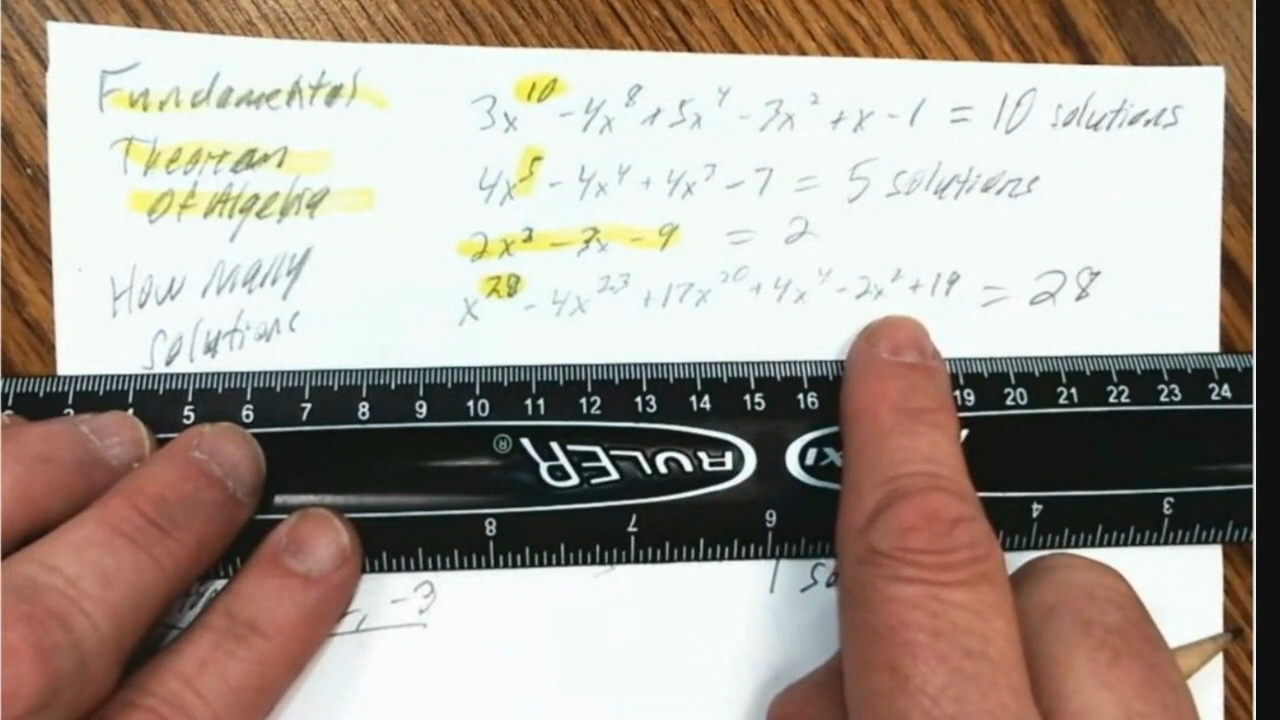 Fundamental
Theorem
Of Algebra
How Many
solutions
3x^10 - 4x^8 + 5x^4 - 3x^2 + x - 1 = 10 solutions
4x^5 - 4x^4 + 4x^3 - 7 = 5 solutions
2x^2 - 3x - 9 = 2
x^28 - 4x^23 + 17x^20 + 4x^4 - 2x^2 + 19 = 28
4 5 6 7 8 9 10 11 12 13 14 15 16 19 20 21 22 23 24
RULER®
8 7 6 4 3
, -3
1